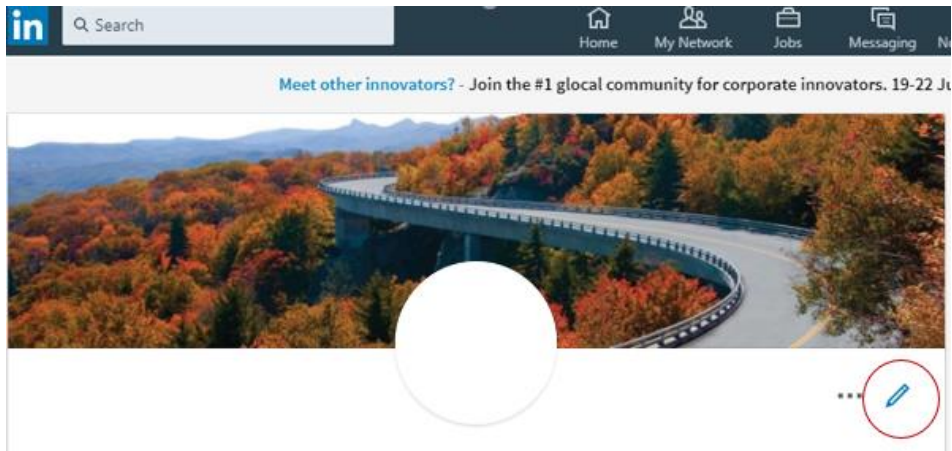 in
Search
Home
My Network
Jobs
Messaging
Meet other innovators? - Join the #1 glocal community for corporate innovators. 19-22